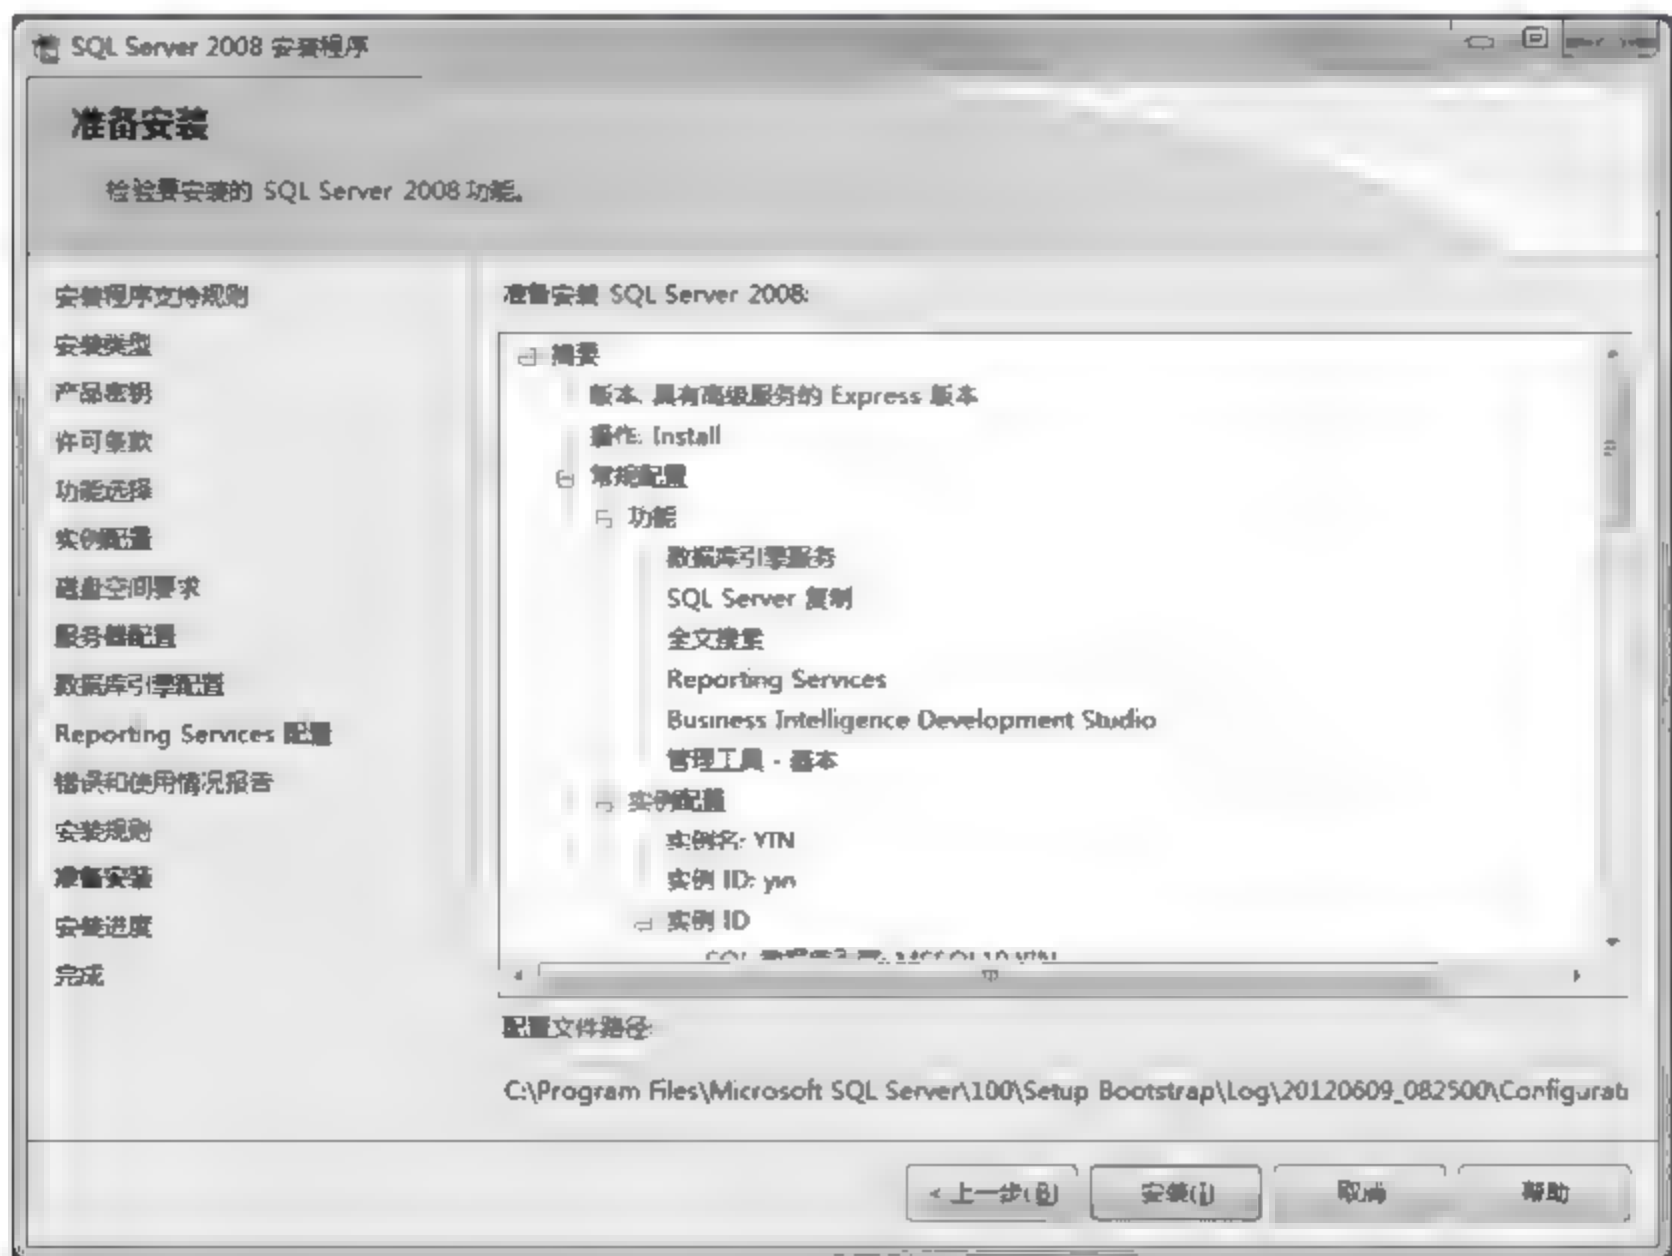 SQL Server 2008 安装程序
准备安装
检验要安装的 SQL Server 2008 功能。
安装程序支持规则
安装类型
产品密钥
许可条款
功能选择
实例配置
磁盘空间要求
服务器配置
数据库引擎配置
Reporting Services 配置
错误和使用情况报告
安装规则
准备安装
安装进度
完成
准备安装 SQL Server 2008:
摘要
版本: 具有高级服务的 Express 版本
操作: Install
常规配置
功能
数据库引擎服务
SQL Server 复制
全文搜索
Reporting Services
Business Intelligence Development Studio
管理工具 - 基本
实例配置
实例名: YIN
实例 ID: yin
实例 ID
配置文件路径:
C:\Program Files\Microsoft SQL Server\100\Setup Bootstrap\Log\20120609_082500\Configurati
< 上一步(B)
安装(I)
取消
帮助